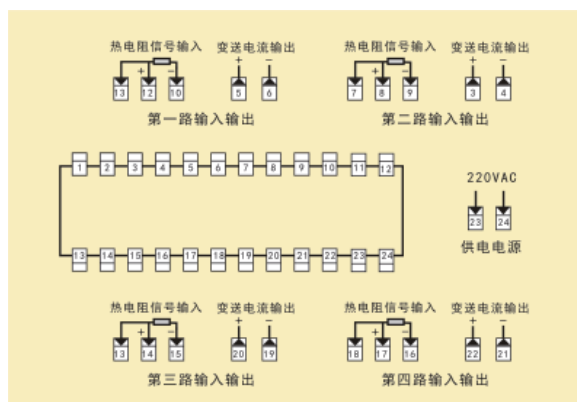 热电阻信号输入 变送电流输出 热电阻信号输入 变送电流输出
+ − + − + − + −
13 12 10 5 6 7 8 9 3 4
第一路输入输出 第二路输入输出
1 2 3 4 5 6 7 8 9 10 11 12
220VAC
23 24
供电电源
13 14 15 16 17 18 19 20 21 22 23 24
热电阻信号输入 变送电流输出 热电阻信号输入 变送电流输出
+ − + − + − + −
13 14 15 20 19 18 17 16 22 21
第三路输入输出 第四路输入输出